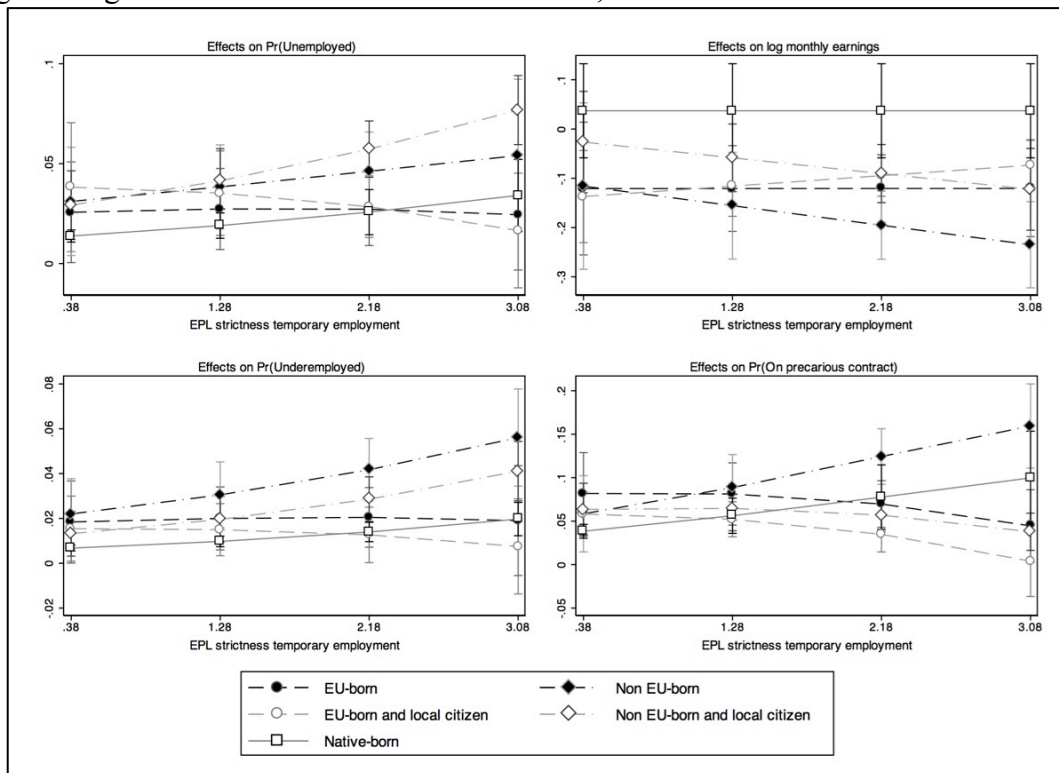 Effects on Pr(Unemployed)
.1
.05
0
.38 1.28 2.18 3.08
EPL strictness temporary employment
Effects on log monthly earnings
.1
0
-.1
-.2
-.3
.38 1.28 2.18 3.08
EPL strictness temporary employment
Effects on Pr(Underemployed)
.08
.06
.04
.02
0
-.02
.38 1.28 2.18 3.08
EPL strictness temporary employment
Effects on Pr(On precarious contract)
.2
.15
.1
.05
0
-.05
.38 1.28 2.18 3.08
EPL strictness temporary employment
EU-born Non EU-born
EU-born and local citizen Non EU-born and local citizen
Native-born